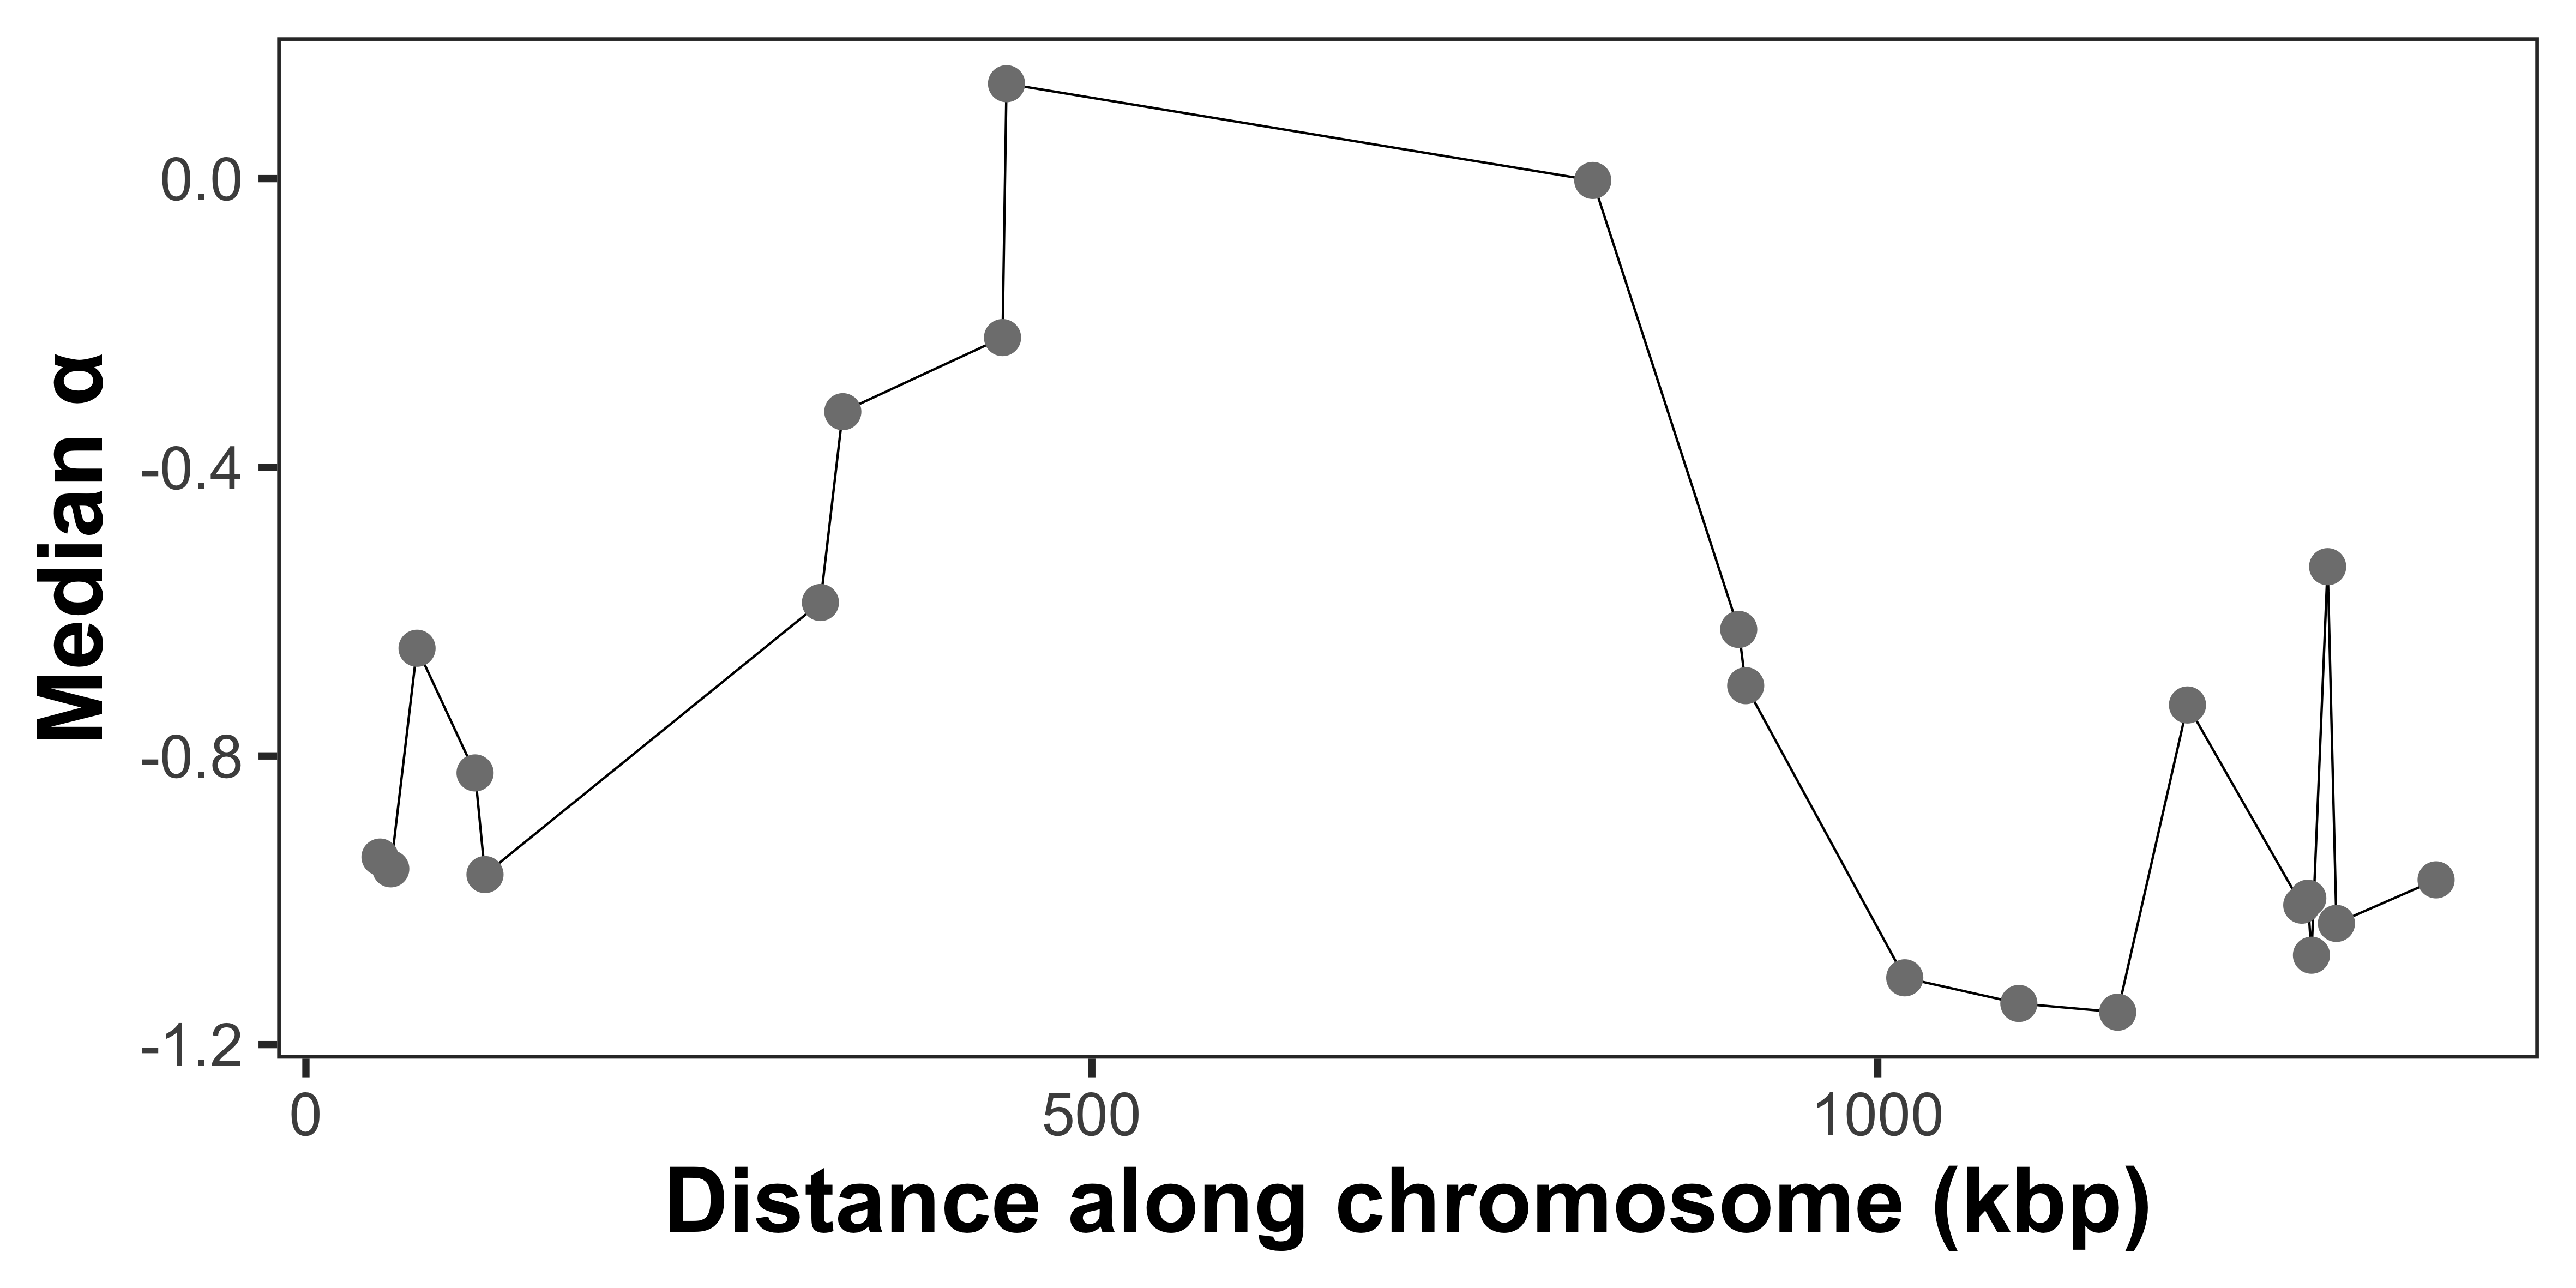 Median α
0.0
-0.4
-0.8
-1.2
0 500 1000
Distance along chromosome (kbp)